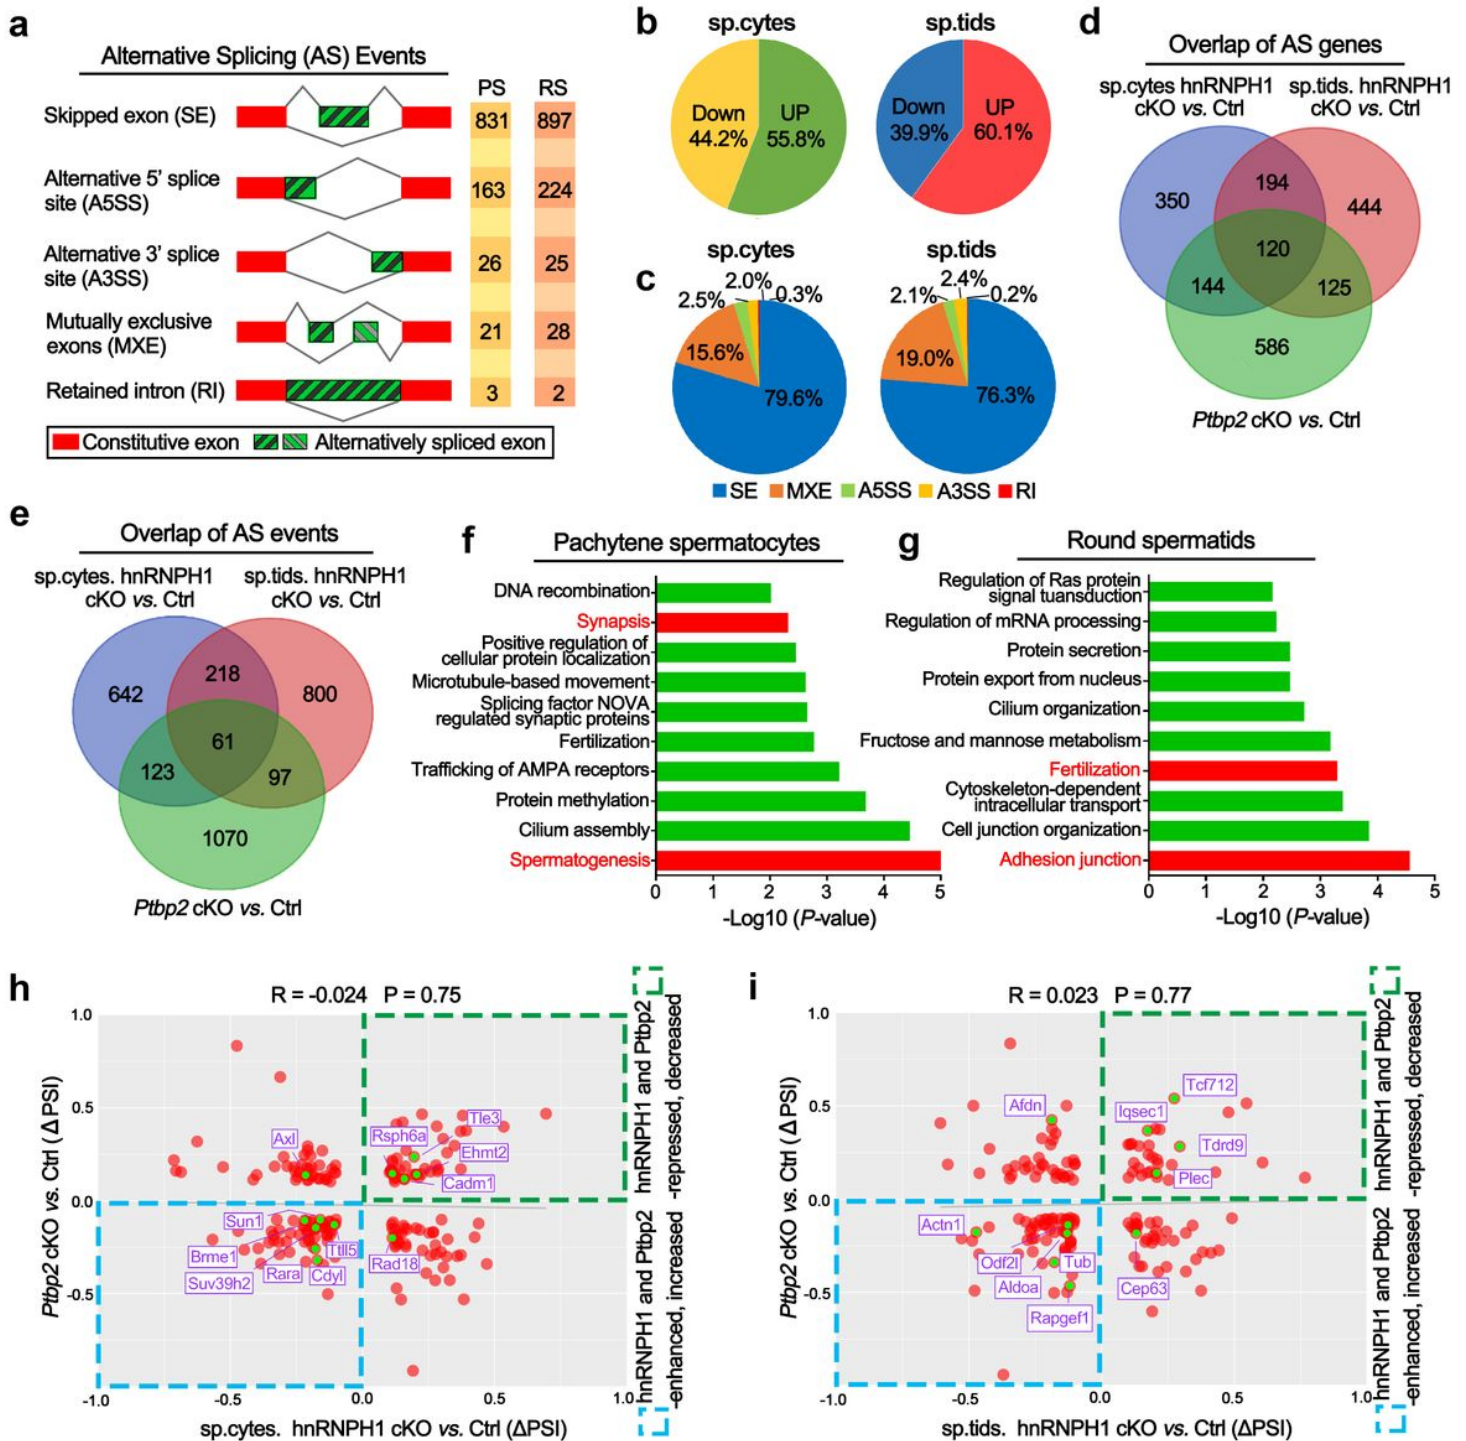 a
Alternative Splicing (AS) Events
PS
RS
Skipped exon (SE)
831
897
Alternative 5' splice
site (A5SS)
163
224
Alternative 3' splice
site (A3SS)
26
25
Mutually exclusive
exons (MXE)
21
28
Retained intron (RI)
3
2
Constitutive exon
Alternatively spliced exon
b
sp.cytes
sp.tids
Down
44.2%
UP
55.8%
Down
39.9%
UP
60.1%
c
sp.cytes
sp.tids
2.5%
2.0%
0.3%
15.6%
79.6%
2.1%
2.4%
0.2%
19.0%
76.3%
SE
MXE
A5SS
A3SS
RI
d
Overlap of AS genes
sp.cytes hnRNPH1
cKO vs. Ctrl
sp.tids. hnRNPH1
cKO vs. Ctrl
350
194
444
120
144
125
586
Ptbp2 cKO vs. Ctrl
e
Overlap of AS events
sp.cytes. hnRNPH1
cKO vs. Ctrl
sp.tids. hnRNPH1
cKO vs. Ctrl
642
218
800
61
123
97
1070
Ptbp2 cKO vs. Ctrl
f
Pachytene spermatocytes
DNA recombination
Synapsis
Positive regulation of
cellular protein localization
Microtubule-based movement
Splicing factor NOVA
regulated synaptic proteins
Fertilization
Trafficking of AMPA receptors
Protein methylation
Cilium assembly
Spermatogenesis
0 1 2 3 4 5
-Log10 (P-value)
g
Round spermatids
Regulation of Ras protein
signal tuansduction
Regulation of mRNA processing
Protein secretion
Protein export from nucleus
Cilium organization
Fructose and mannose metabolism
Fertilization
Cytoskeleton-dependent
intracellular transport
Cell junction organization
Adhesion junction
0 1 2 3 4 5
-Log10 (P-value)
h
R = -0.024 P = 0.75
Ptbp2 cKO vs. Ctrl (ΔPSI)
1.0
0.5
0.0
-0.5
Axl
Rsph6a
Tle3
Ehmt2
Cadm1
Sun1
Brme1
Suv39h2
Rara
Cdyl
Ttll5
Rad18
-1.0 -0.5 0.0 0.5 1.0
sp.cytes. hnRNPH1 cKO vs. Ctrl (ΔPSI)
hnRNPH1 and Ptbp2
-repressed, decreased
hnRNPH1 and Ptbp2
-enhanced, increased
i
R = 0.023 P = 0.77
Ptbp2 cKO vs. Ctrl (ΔPSI)
1.0
0.5
0.0
-0.5
Afdn
Tcf712
Iqsec1
Tdrd9
Plec
Actn1
Odf2l
Tub
Aldoa
Rapgef1
Cep63
-1.0 -0.5 0.0 0.5 1.0
sp.tids. hnRNPH1 cKO vs. Ctrl (ΔPSI)
hnRNPH1 and Ptbp2
-repressed, decreased
hnRNPH1 and Ptbp2
-enhanced, increased